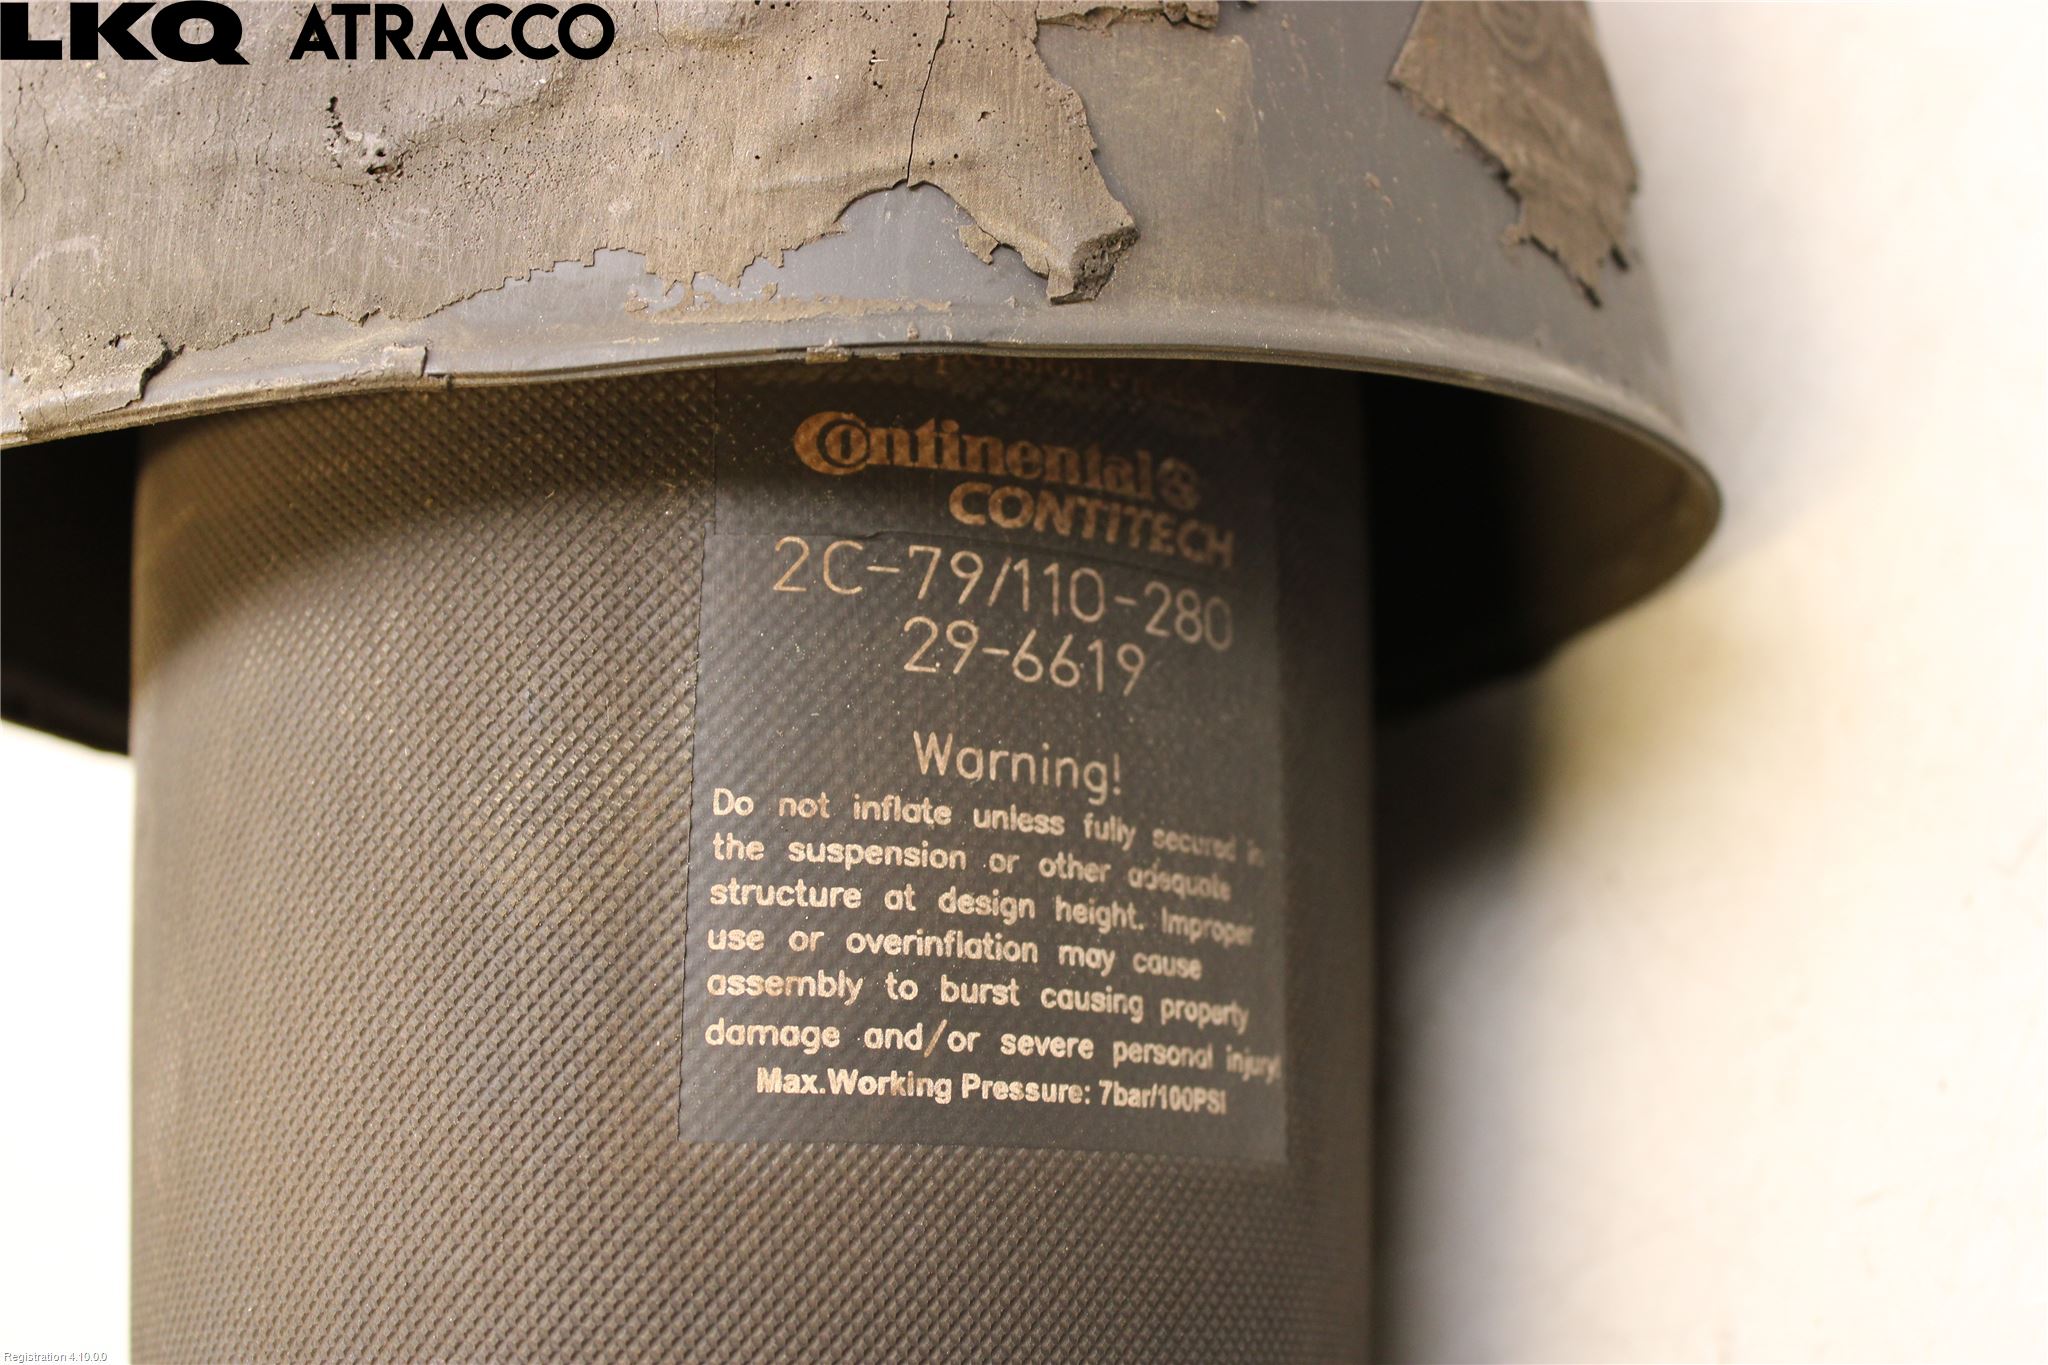 LKQ ATRACCO
Continental
CONTITECH
2C-79/110-280
29-6619
Warning!
Do not inflate unless fully secured in
the suspension or other adequate
structure at design height. Improper
use or overinflation may cause
assembly to burst causing property
damage and/or severe personal injury!
Max.Working Pressure: 7bar/100PSI
Registration 4.10.0.0